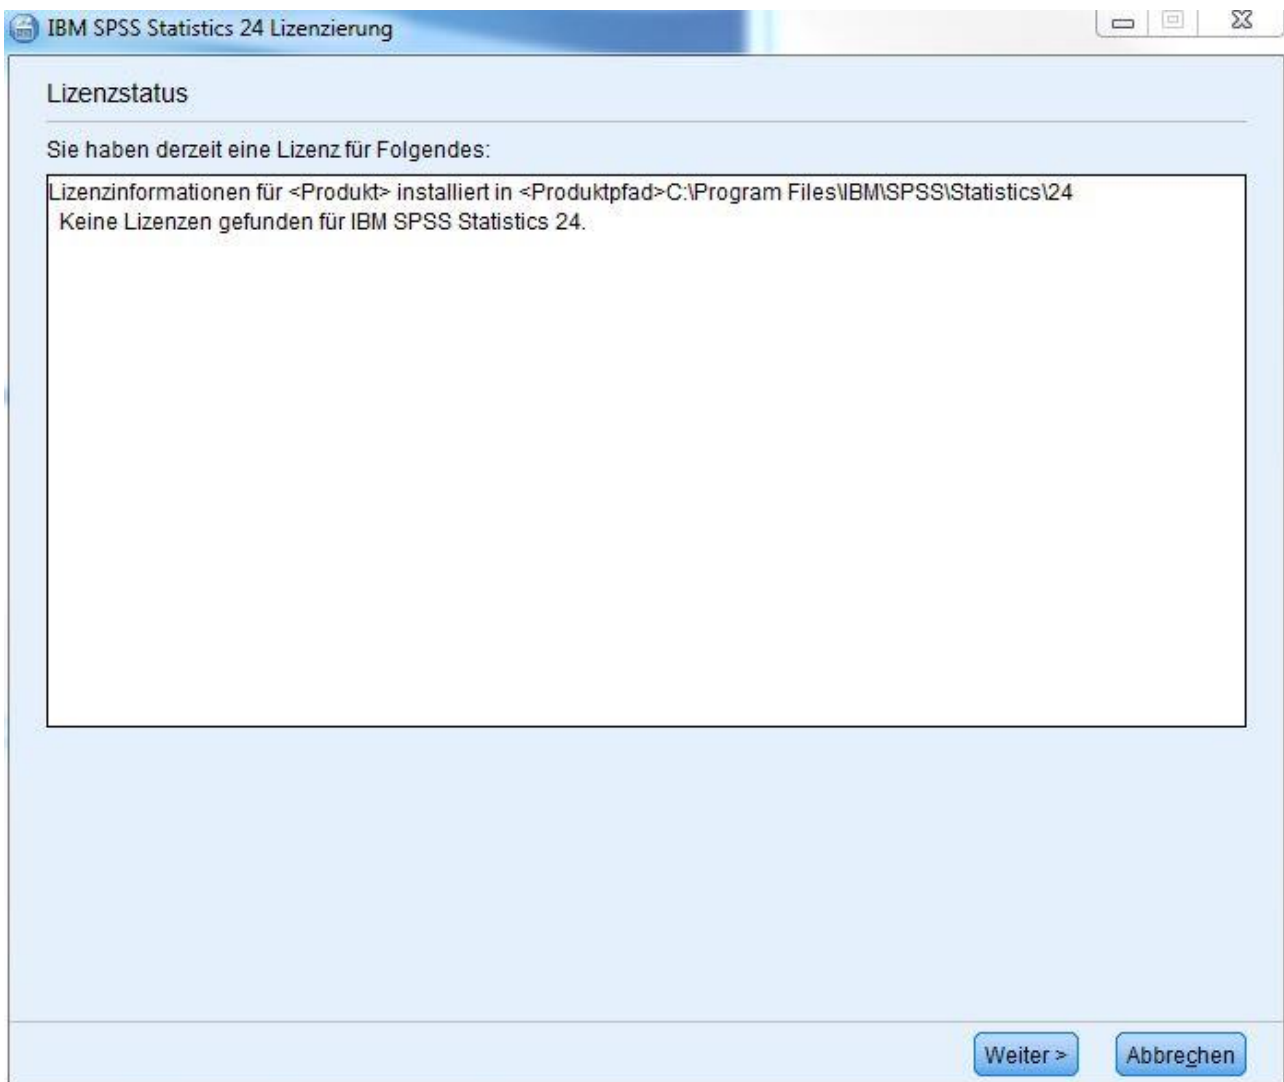 IBM SPSS Statistics 24 Lizenzierung
Lizenzstatus
Sie haben derzeit eine Lizenz für Folgendes:
Lizenzinformationen für <Produkt> installiert in <Produktpfad>C:\Program Files\IBM\SPSS\Statistics\24
Keine Lizenzen gefunden für IBM SPSS Statistics 24.
Weiter >
Abbrechen